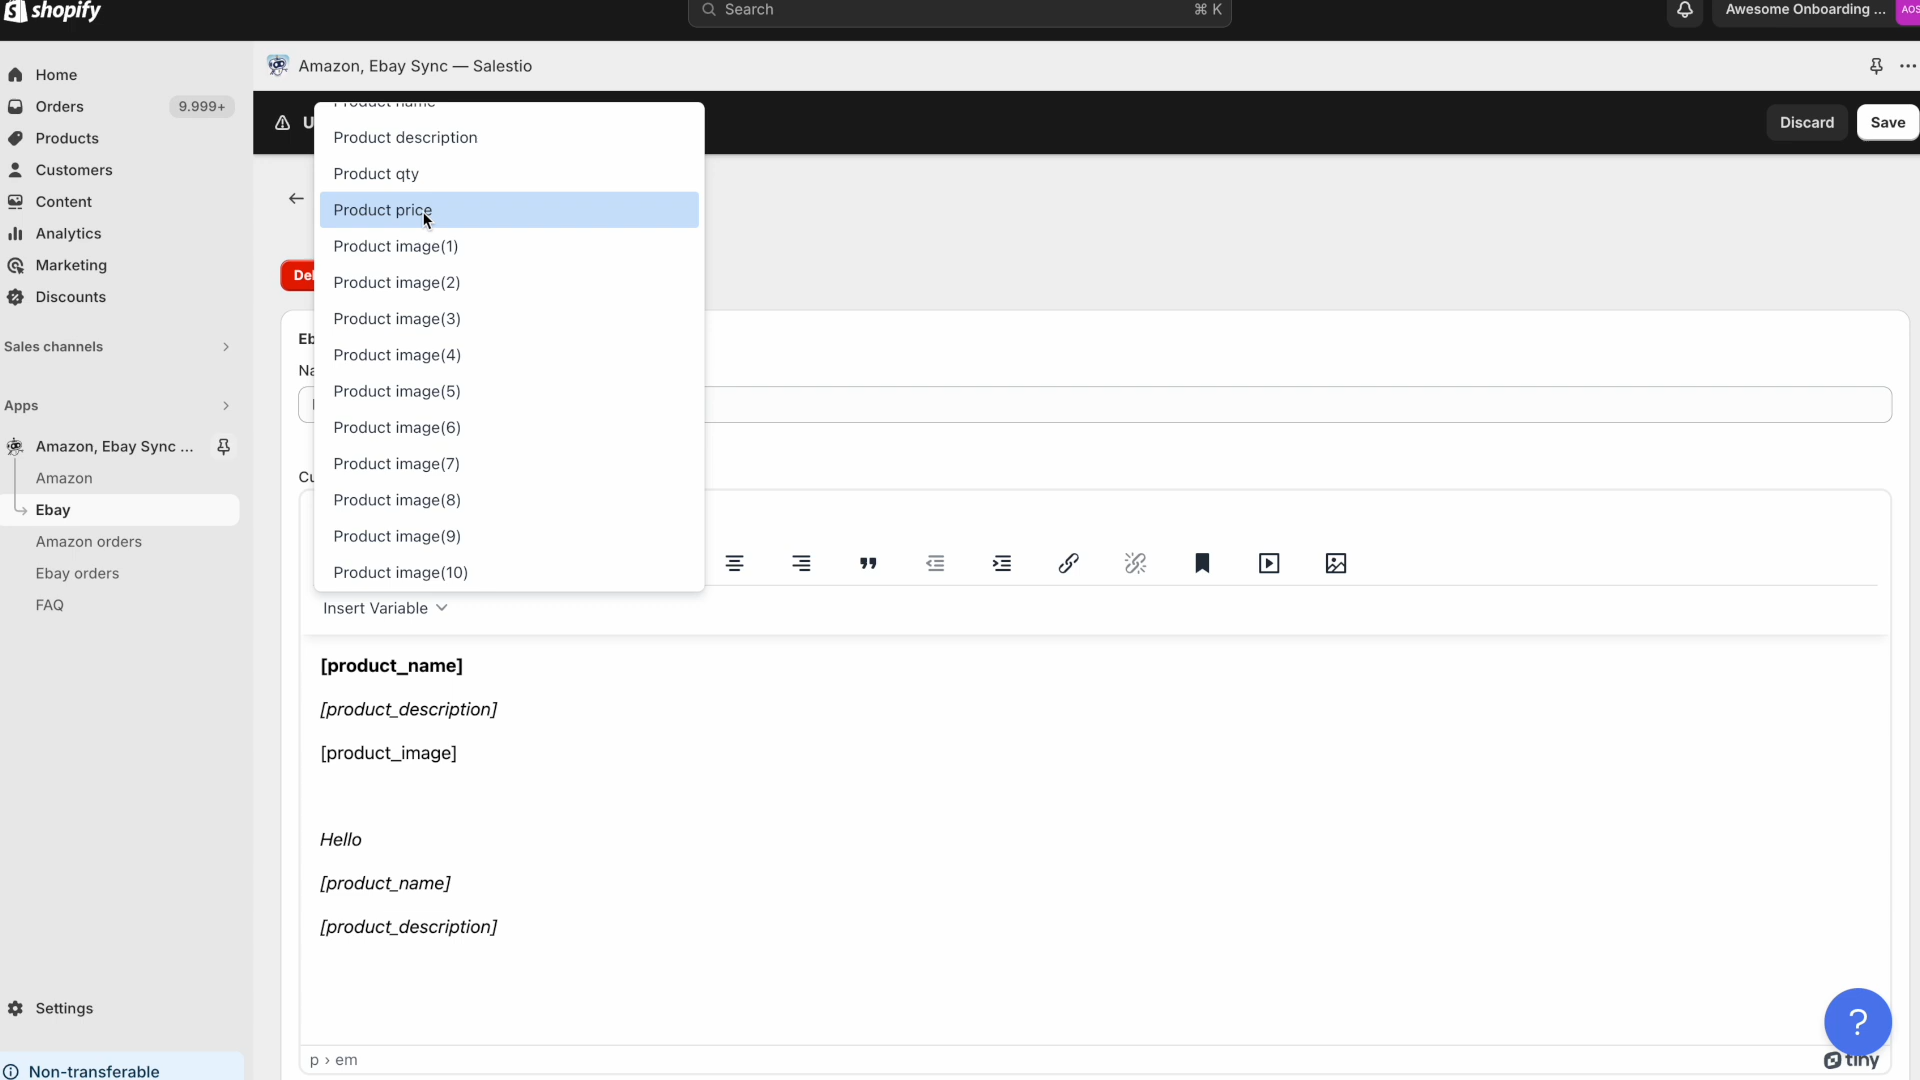 shopify
Search
⌘ K
Awesome Onboarding ...
AOS
Home
Orders
9.999+
Products
Customers
Content
Analytics
Marketing
Discounts
Sales channels
Apps
Amazon, Ebay Sync ...
Amazon
Ebay
Amazon orders
Ebay orders
FAQ
Settings
Non-transferable
Amazon, Ebay Sync — Salestio
U
Discard
Save
Product name
Product description
Product qty
Product price
Product image(1)
Product image(2)
Product image(3)
Product image(4)
Product image(5)
Product image(6)
Product image(7)
Product image(8)
Product image(9)
Product image(10)
Del
Eb
Na
Cu
Insert Variable
[product_name]
[product_description]
[product_image]
Hello
[product_name]
[product_description]
p › em
?
tiny